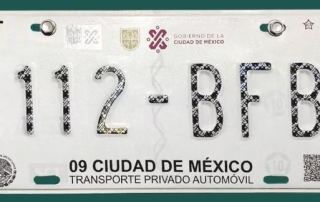 GOBIERNO DE LA
CIUDAD DE MÉXICO
112-BFB
09 CIUDAD DE MÉXICO
TRANSPORTE PRIVADO AUTOMÓVIL